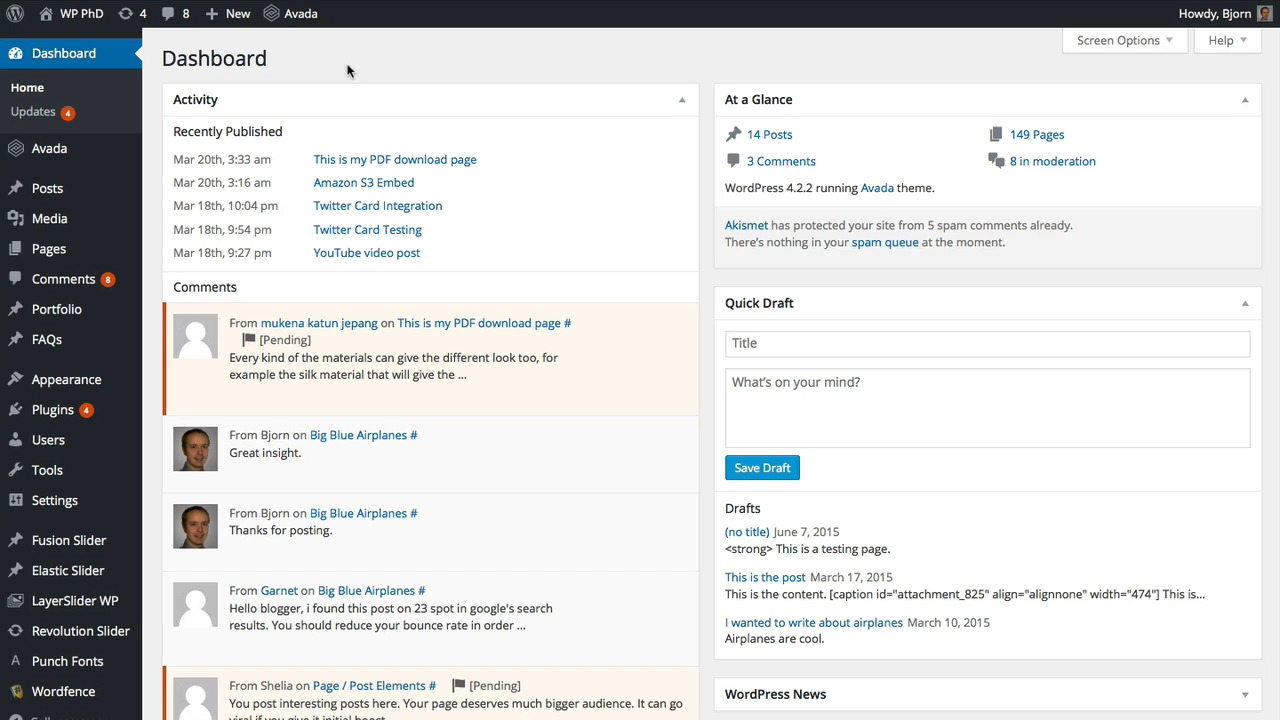 WP PhD 4 8 New Avada Howdy, Bjorn
Dashboard
Home
Updates 4
Avada
Posts
Media
Pages
Comments 8
Portfolio
FAQs
Appearance
Plugins 4
Users
Tools
Settings
Fusion Slider
Elastic Slider
LayerSlider WP
Revolution Slider
Punch Fonts
Wordfence
Screen Options Help
Dashboard
Activity
Recently Published
Mar 20th, 3:33 am This is my PDF download page
Mar 20th, 3:16 am Amazon S3 Embed
Mar 18th, 10:04 pm Twitter Card Integration
Mar 18th, 9:54 pm Twitter Card Testing
Mar 18th, 9:27 pm YouTube video post
Comments
From mukena katun jepang on This is my PDF download page #
[Pending]
Every kind of the materials can give the different look too, for
example the silk material that will give the ...
From Bjorn on Big Blue Airplanes #
Great insight.
From Bjorn on Big Blue Airplanes #
Thanks for posting.
From Garnet on Big Blue Airplanes #
Hello blogger, i found this post on 23 spot in google's search
results. You should reduce your bounce rate in order ...
From Shelia on Page / Post Elements # [Pending]
You post interesting posts here. Your page deserves much bigger audience. It can go
viral if you give it initial boost
At a Glance
14 Posts 149 Pages
3 Comments 8 in moderation
WordPress 4.2.2 running Avada theme.
Akismet has protected your site from 5 spam comments already.
There's nothing in your spam queue at the moment.
Quick Draft
Title
What's on your mind?
Save Draft
Drafts
(no title) June 7, 2015
<strong> This is a testing page.
This is the post March 17, 2015
This is the content. [caption id="attachment_825" align="alignnone" width="474"] This is...
I wanted to write about airplanes March 10, 2015
Airplanes are cool.
WordPress News